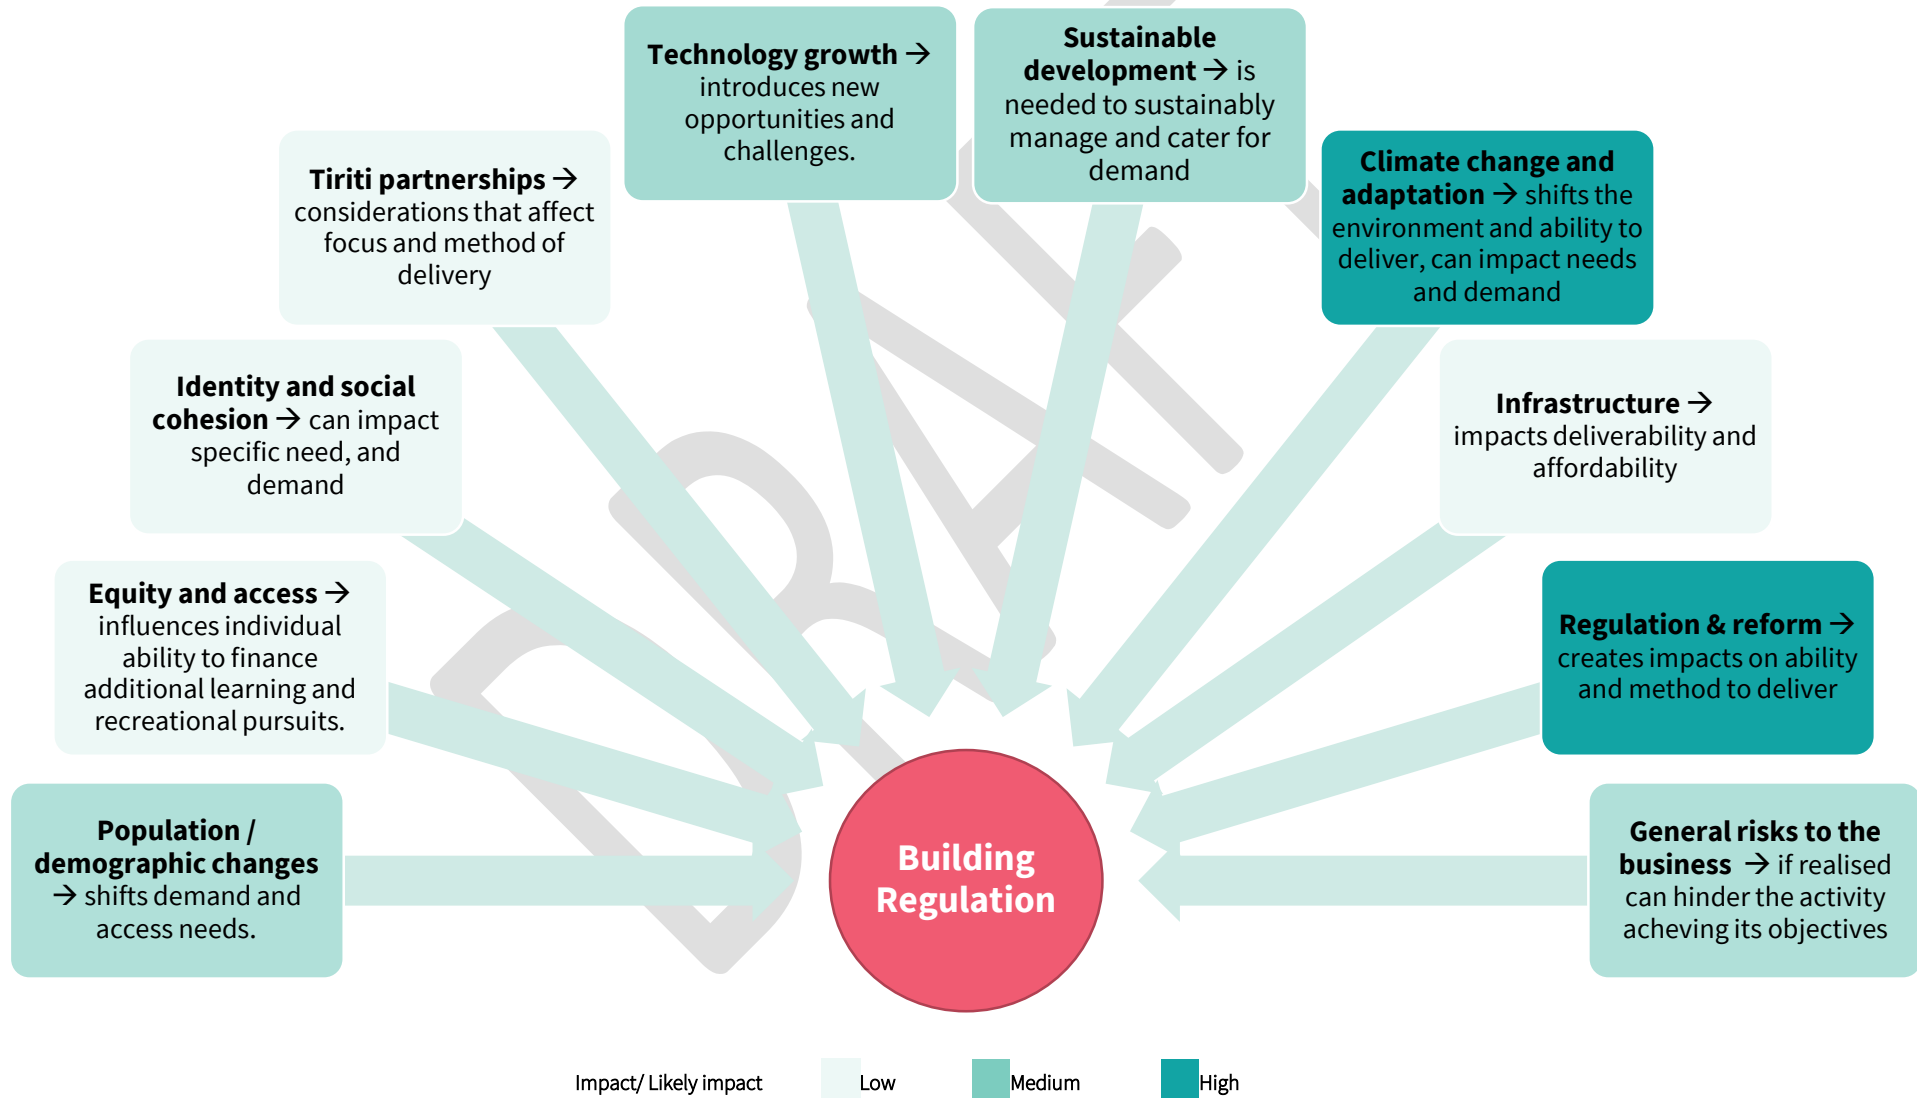 Technology growth →
introduces new
opportunities and
challenges.
Sustainable
development → is
needed to sustainably
manage and cater for
demand
Tiriti partnerships →
considerations that affect
focus and method of
delivery
Climate change and
adaptation → shifts the
environment and ability to
deliver, can impact needs
and demand
Identity and social
cohesion → can impact
specific need, and
demand
Infrastructure →
impacts deliverability and
affordability
Equity and access →
influences individual
ability to finance
additional learning and
recreational pursuits.
Regulation & reform →
creates impacts on ability
and method to deliver
Population /
demographic changes
→ shifts demand and
access needs.
General risks to the
business → if realised
can hinder the activity
acheving its objectives
Building
Regulation
DRAFT
Impact/ Likely impact Low Medium High